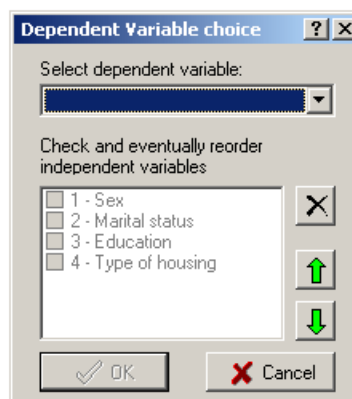 Dependent Variable choice
Select dependent variable:
Check and eventually reorder
independent variables
1 - Sex
2 - Marital status
3 - Education
4 - Type of housing
OK
Cancel